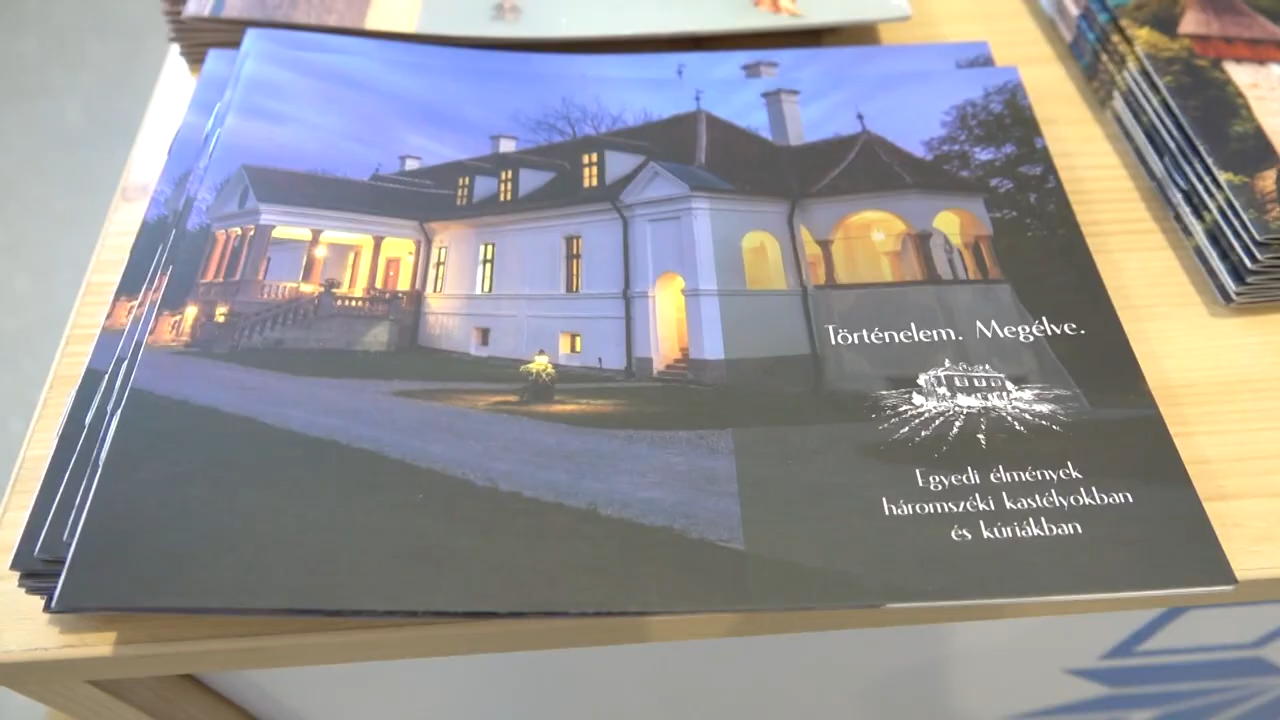 Történelem. Megélve.
Egyedi élmények
háromszéki kastélyokban
és kúriákban